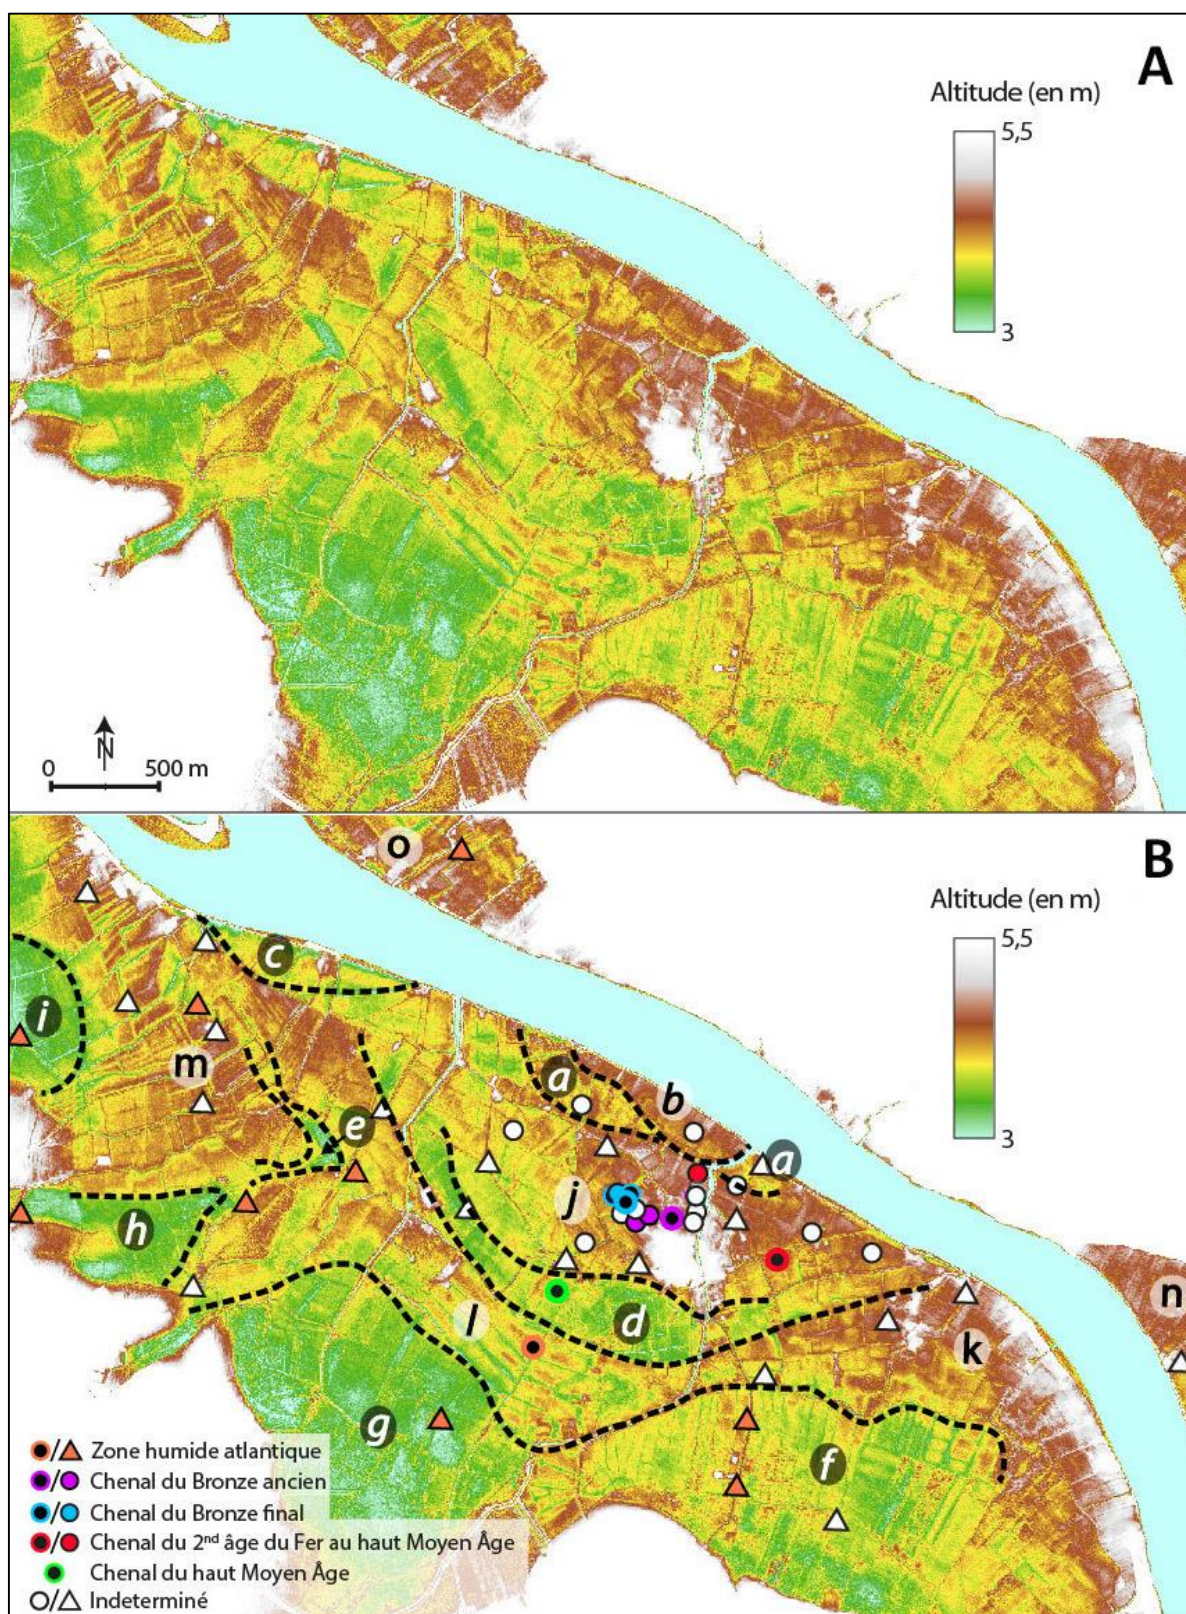 A
Altitude (en m)
5,5
3
N
0 500 m
B
Altitude (en m)
5,5
3
o
c
i
a
b
m
e
a
j
h
n
l
d
k
g
f
Zone humide atlantique
Chenal du Bronze ancien
Chenal du Bronze final
Chenal du 2nd âge du Fer au haut Moyen Âge
Chenal du haut Moyen Âge
Indeterminé